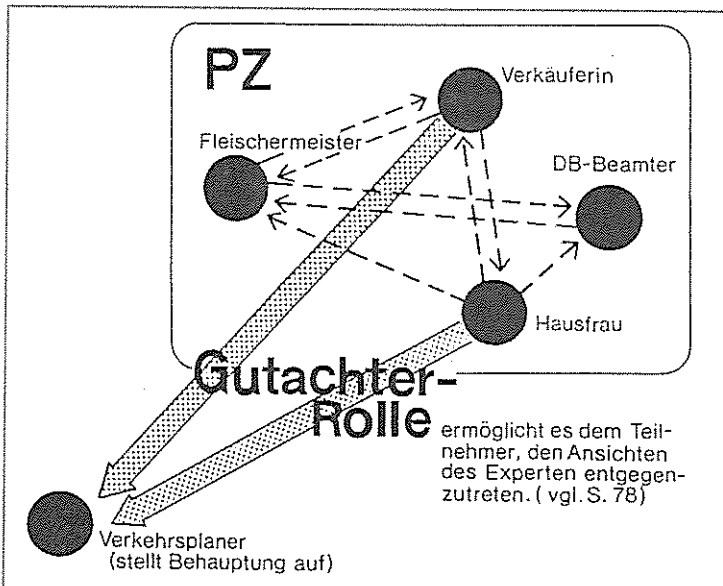 PZ
Verkäuferin
Fleischermeister
DB-Beamter
Hausfrau
Gutachter-
Rolle
ermöglicht es dem Teil-
nehmer, den Ansichten
des Experten entgegen-
zutreten. ( vgl. S. 78)
Verkehrsplaner
(stellt Behauptung auf)